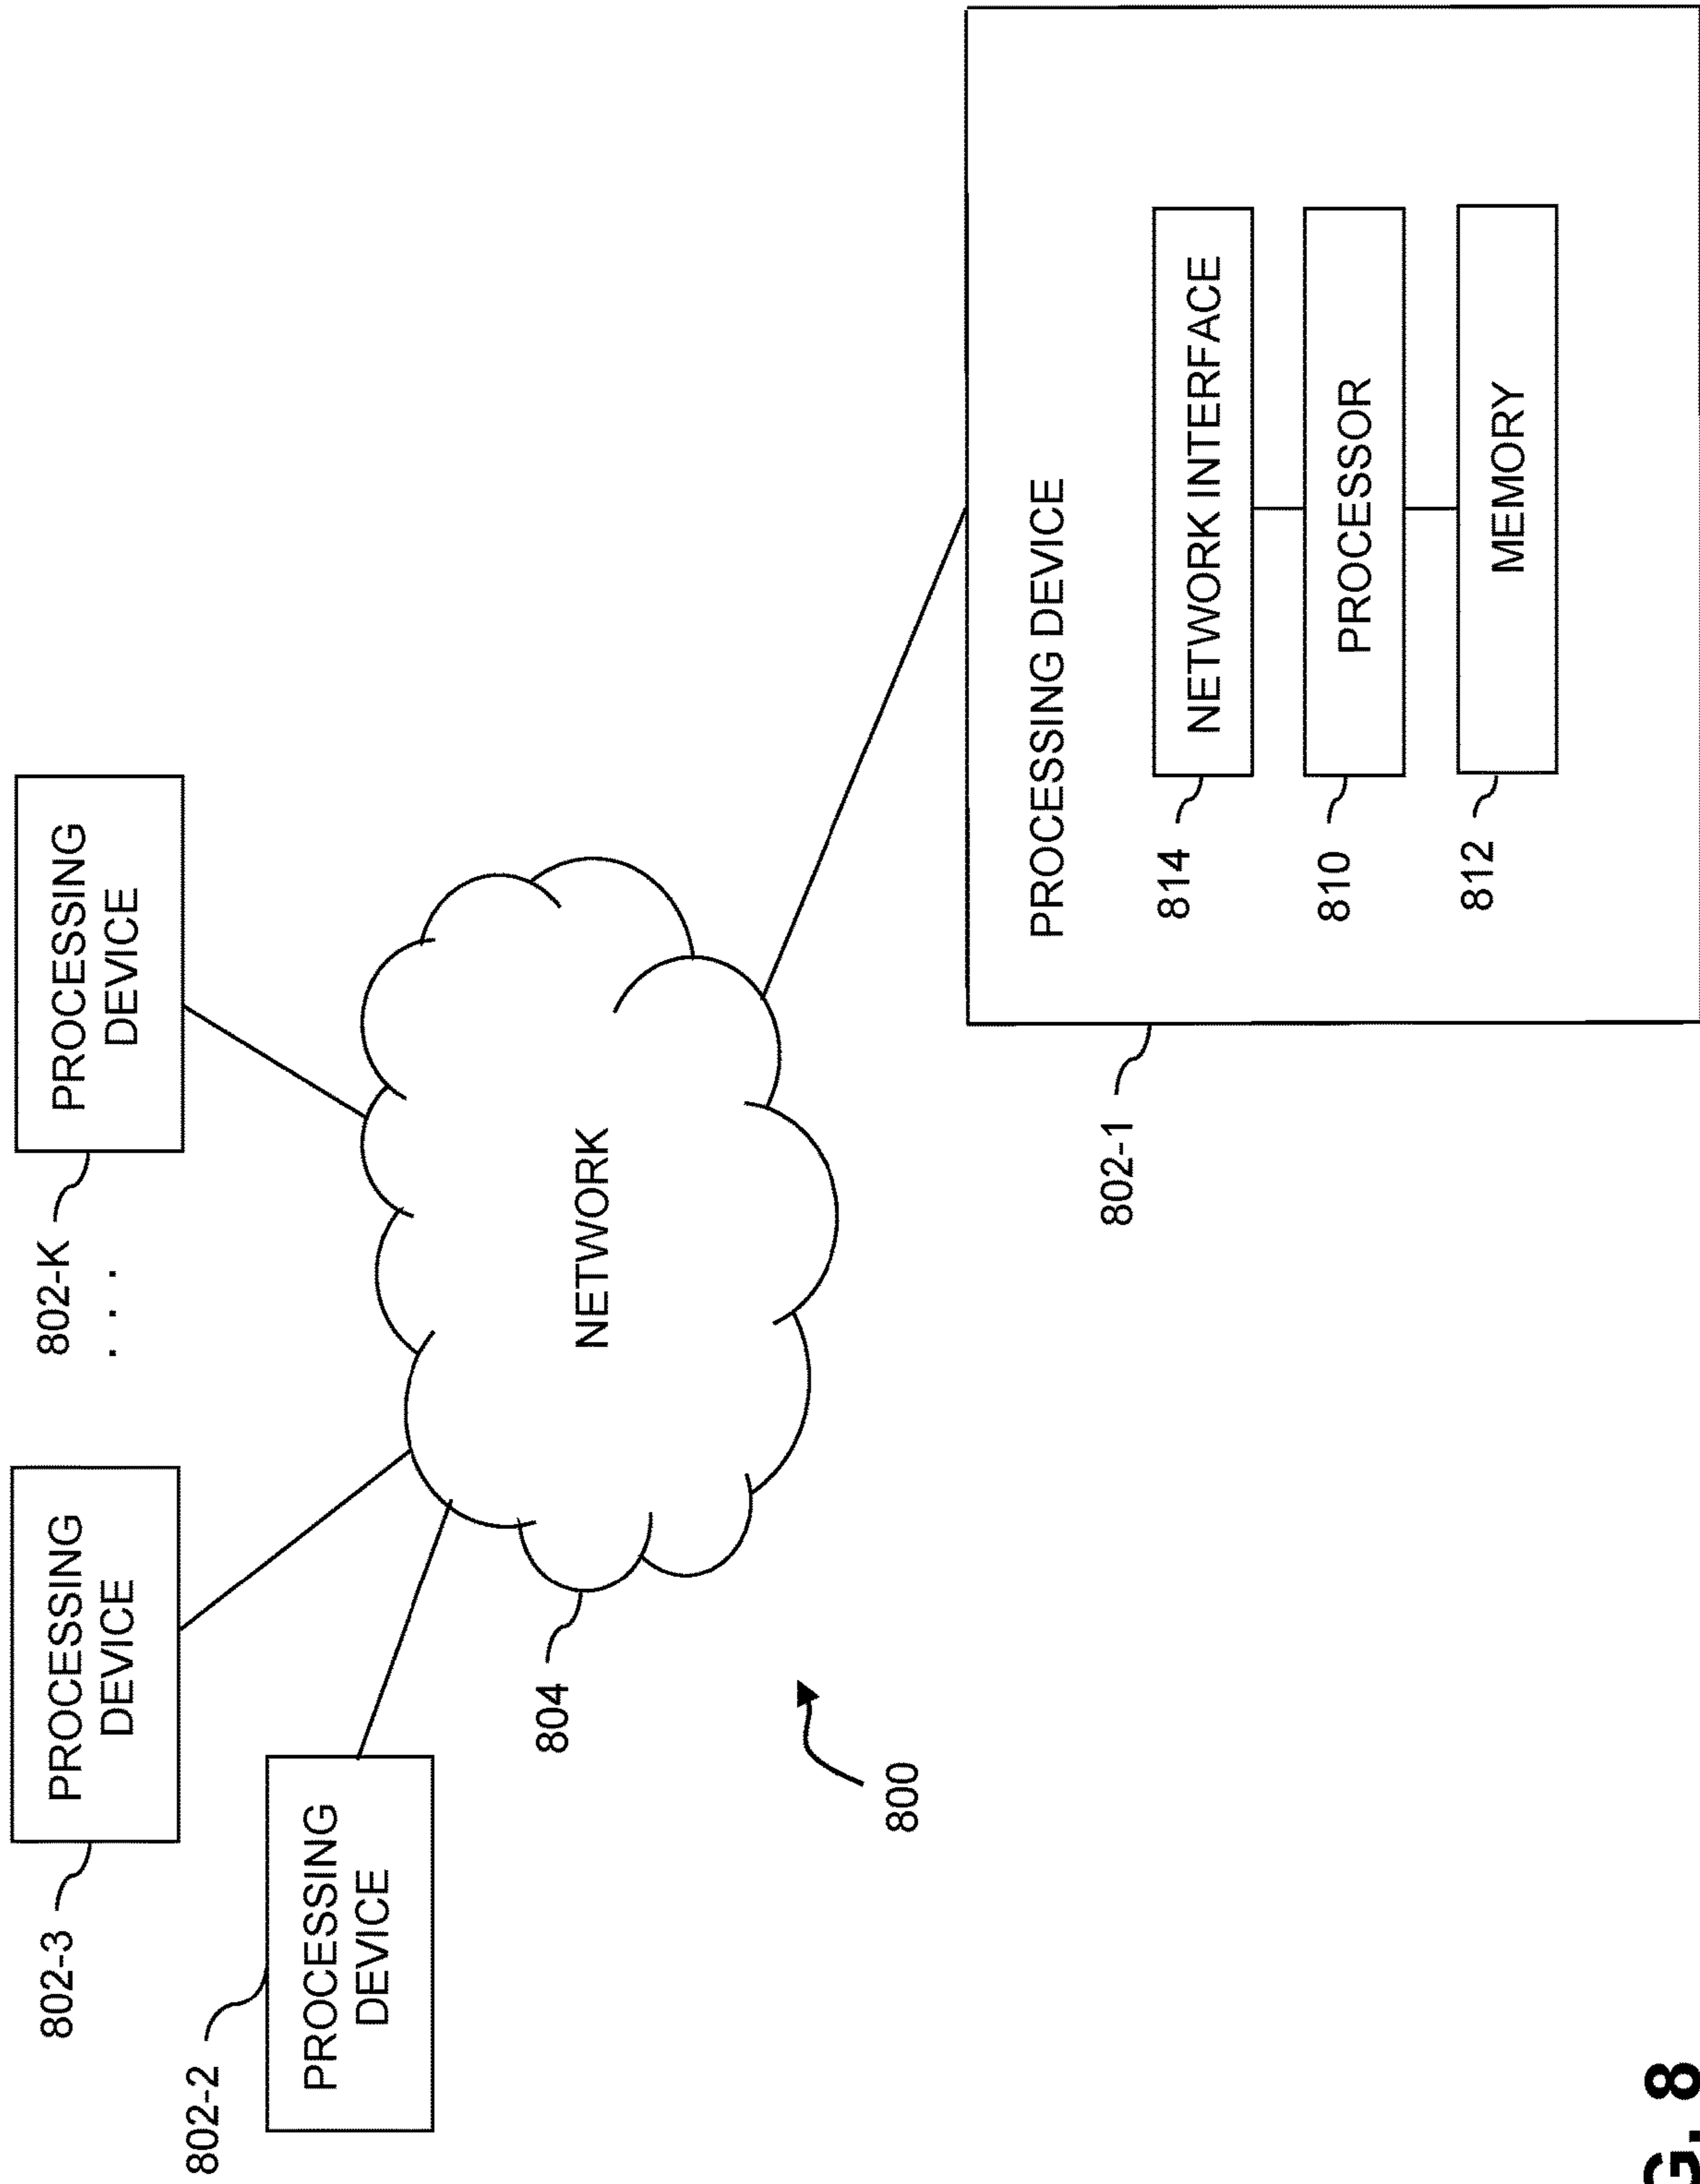 802-2
PROCESSING
DEVICE
802-3
PROCESSING
DEVICE
802-K
. . .
PROCESSING
DEVICE
NETWORK
804
800
802-1
PROCESSING DEVICE
814
NETWORK INTERFACE
810
PROCESSOR
812
MEMORY
G. 8